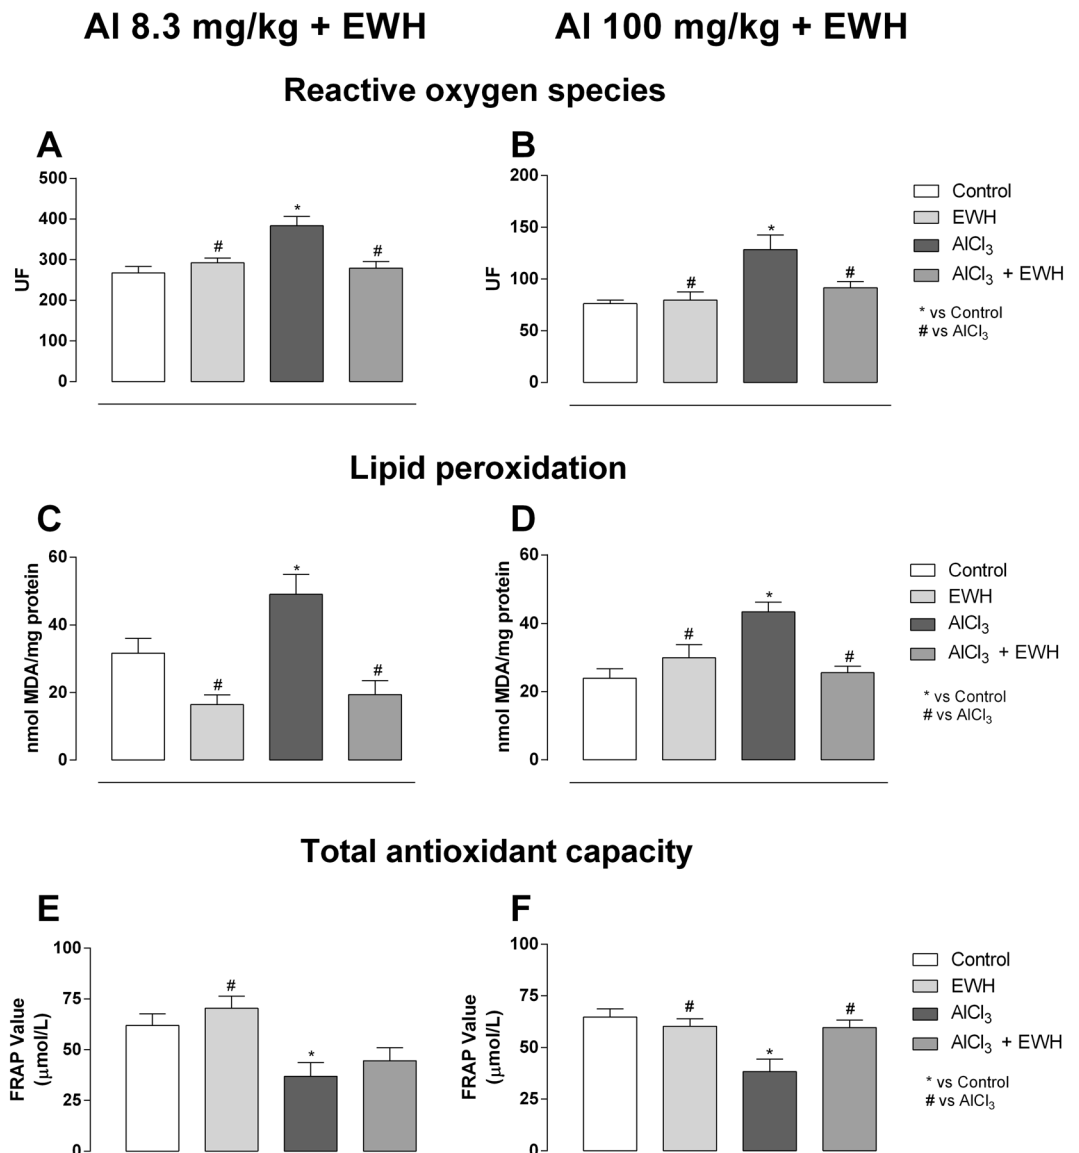 Al 8.3 mg/kg + EWH
Al 100 mg/kg + EWH
Reactive oxygen species
A
500
400
300
200
100
0
UF
#
*
#
B
200
150
100
50
0
UF
#
*
#
Control
EWH
AlCl₃
AlCl₃ + EWH
* vs Control
# vs AlCl₃
Lipid peroxidation
C
60
40
20
0
nmol MDA/mg protein
#
*
#
D
60
40
20
0
nmol MDA/mg protein
#
*
#
Control
EWH
AlCl₃
AlCl₃ + EWH
* vs Control
# vs AlCl₃
Total antioxidant capacity
E
100
75
50
25
0
FRAP Value
(μmol/L)
#
*
F
100
75
50
25
0
FRAP Value
(μmol/L)
#
*
#
Control
EWH
AlCl₃
AlCl₃ + EWH
* vs Control
# vs AlCl₃